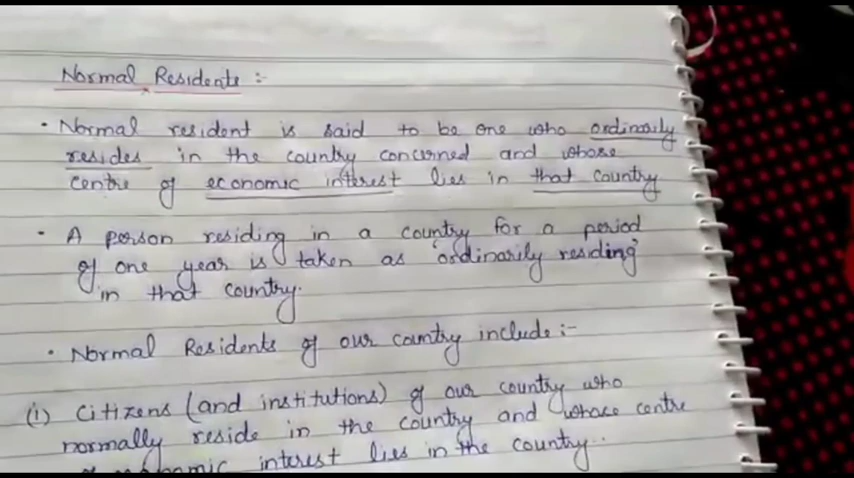 Normal Residents :-
· Normal resident is said to be one who ordinarily
resides in the country concerned and whose
centre of economic interest lies in that country
· A person residing in a country for a period
of one year is taken as 'ordinarily residing'
in that country.
· Normal Residents of our country include :-
(i) Citizens (and institutions) of our country who
normally reside in the country and whose centre
of economic interest lies in the country.